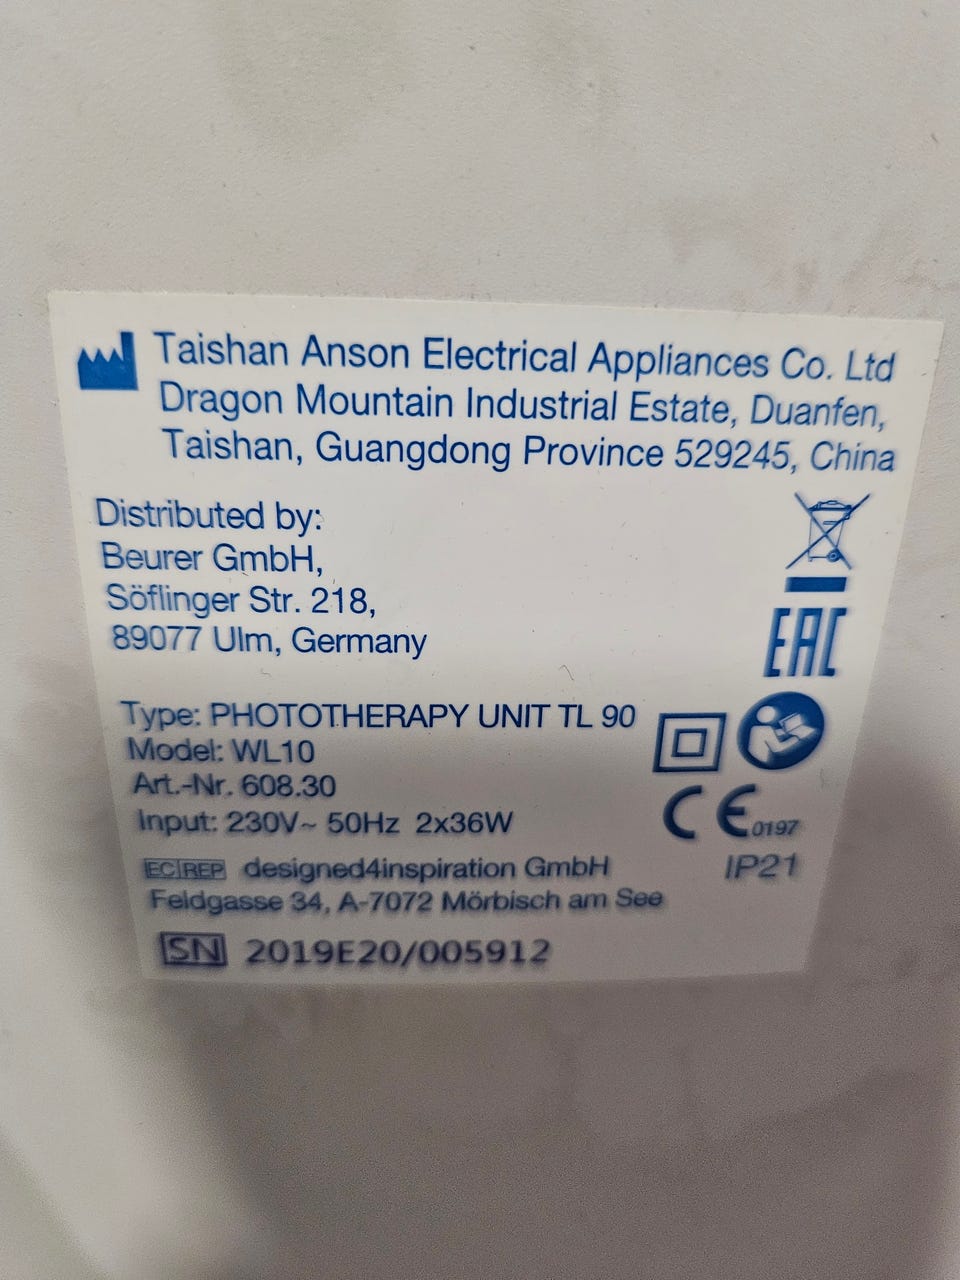 Taishan Anson Electrical Appliances Co. Ltd
Dragon Mountain Industrial Estate, Duanfen,
Taishan, Guangdong Province 529245, China
Distributed by:
Beurer GmbH,
Söflinger Str. 218,
89077 Ulm, Germany
EAC
Type: PHOTOTHERAPY UNIT TL 90
Model: WL10
Art.-Nr. 608.30
Input: 230V~ 50Hz 2x36W
CE 0197
EC REP designed4inspiration GmbH
IP21
Feldgasse 34, A-7072 Mörbisch am See
SN 2019E20/005912